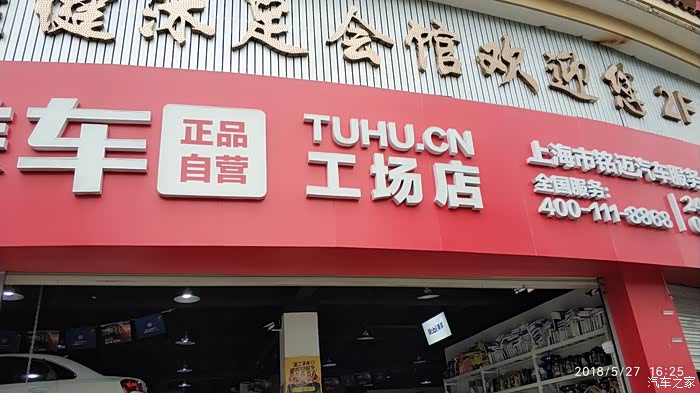 健沐足会馆欢迎您2F
车
正品
自营
TUHU.CN
工场店
上海市铭迈汽车服务
全国服务:
400-111-8868
2018/5/27 16:25
汽车之家